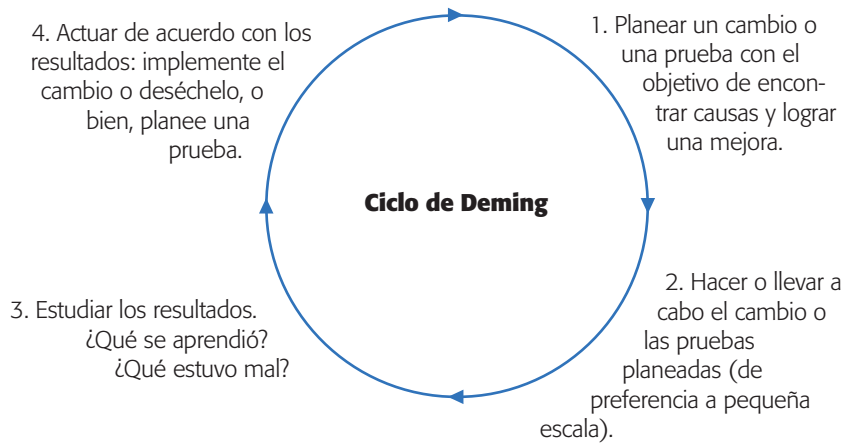 1. Planear un cambio o
una prueba con el
objetivo de encon-
trar causas y lograr
una mejora.
2. Hacer o llevar a
cabo el cambio o
las pruebas
planeadas (de
preferencia a pequeña
escala).
3. Estudiar los resultados.
¿Qué se aprendió?
¿Qué estuvo mal?
4. Actuar de acuerdo con los
resultados: implemente el
cambio o deséchelo, o
bien, planee una
prueba.
Ciclo de Deming